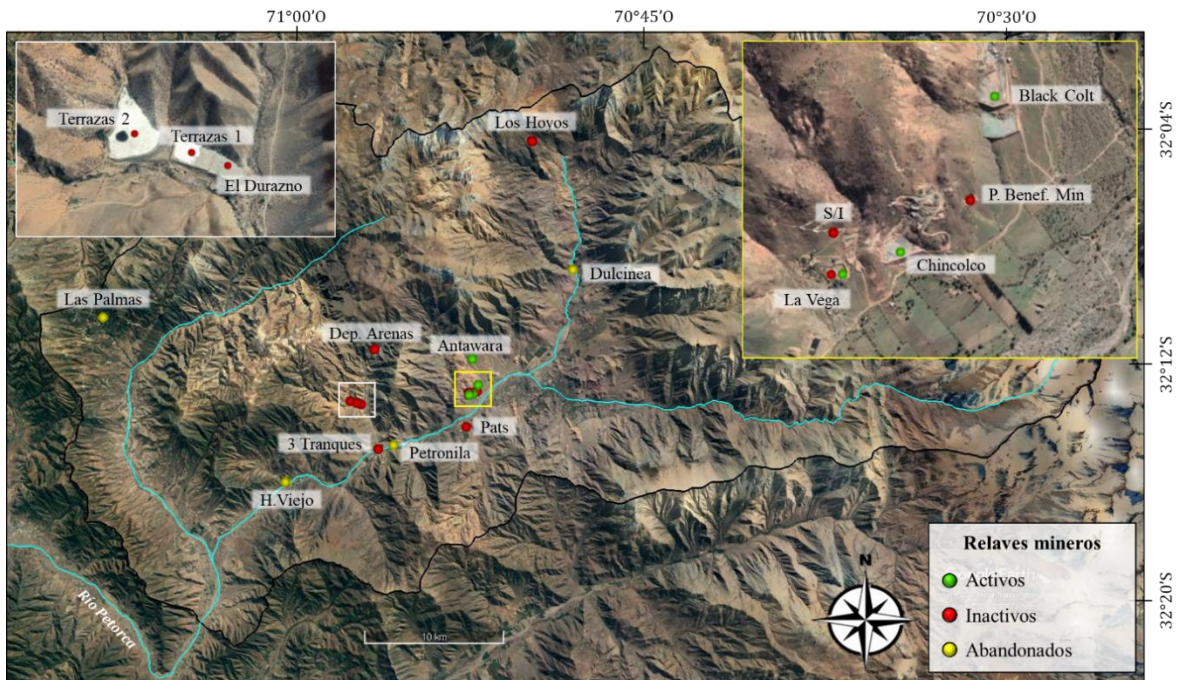 71°00'O
70°45'O
70°30'O
32°04'S
32°12'S
32°20'S
Terrazas 2
Terrazas 1
El Durazno
Los Hoyos
Black Colt
P. Benef. Min
S/I
Chincolco
La Vega
Dulcinea
Las Palmas
Dep. Arenas
Antawara
Pats
3 Tranques
Petronila
H.Viejo
Río Petorca
10 km
N
Relaves mineros
Activos
Inactivos
Abandonados